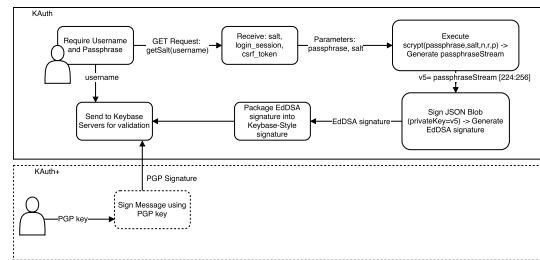 KAuth
Require Username
and Passphrase
GET Request:
getSalt(username)
Receive: salt,
login_session,
csrf_token
Parameters:
passphrase, salt
Execute
scrypt(passphrase,salt,n,r,p) ->
Generate passphraseStream
username
v5= passphraseStream [224:256]
Send to Keybase
Servers for validation
Package EdDSA
signature into
Keybase-Style
signature
EdDSA signature
Sign JSON Blob
(privateKey=v5) -> Generate
EdDSA signature
KAuth+
PGP Signature
PGP key
Sign Message using
PGP key